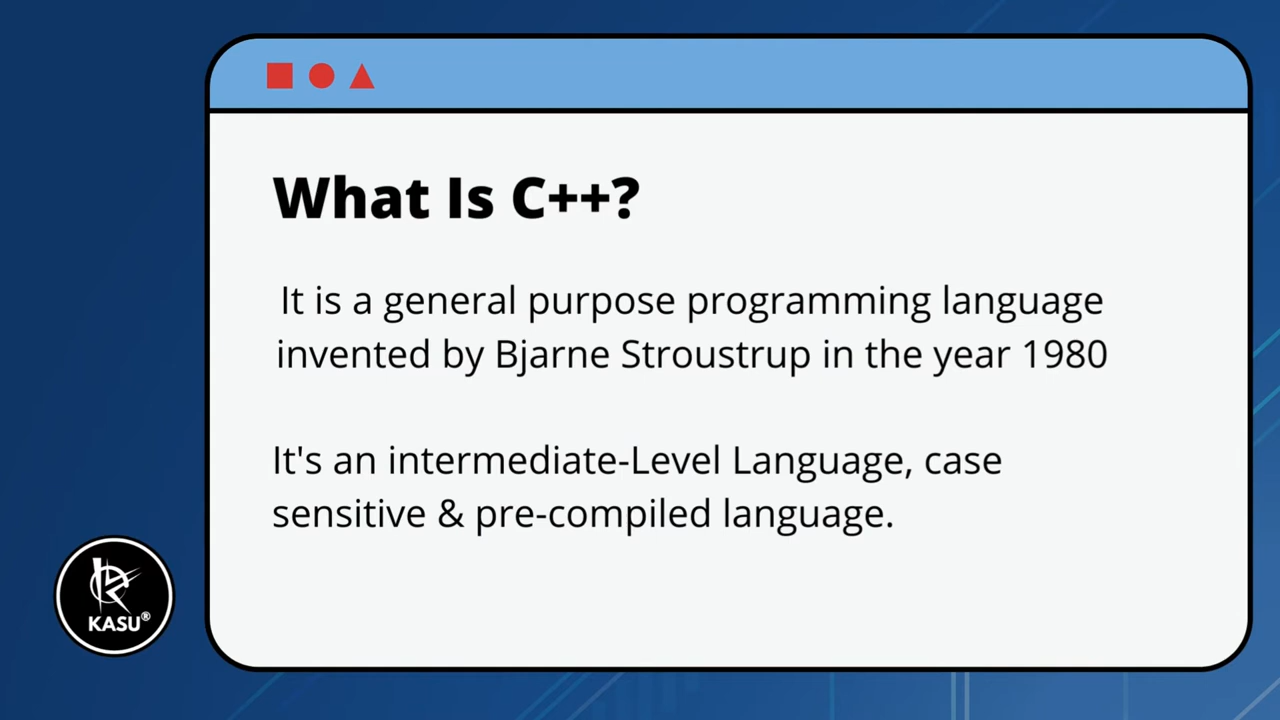 What Is C++?
It is a general purpose programming language
invented by Bjarne Stroustrup in the year 1980
It's an intermediate-Level Language, case
sensitive & pre-compiled language.
KASU®